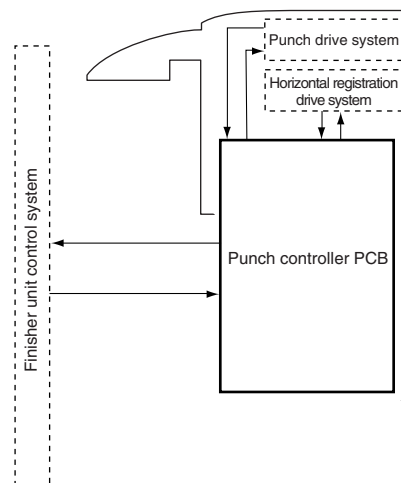 Punch drive system
Horizontal registration
drive system
Punch controller PCB
Finisher unit control system